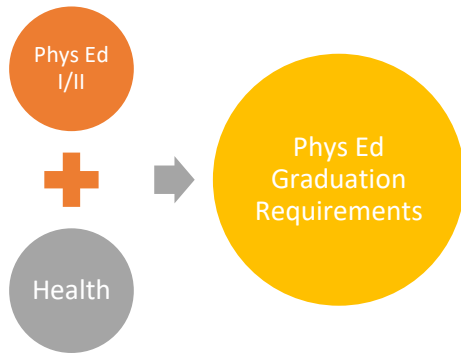 Phys Ed
I/II
Health
Phys Ed
Graduation
Requirements